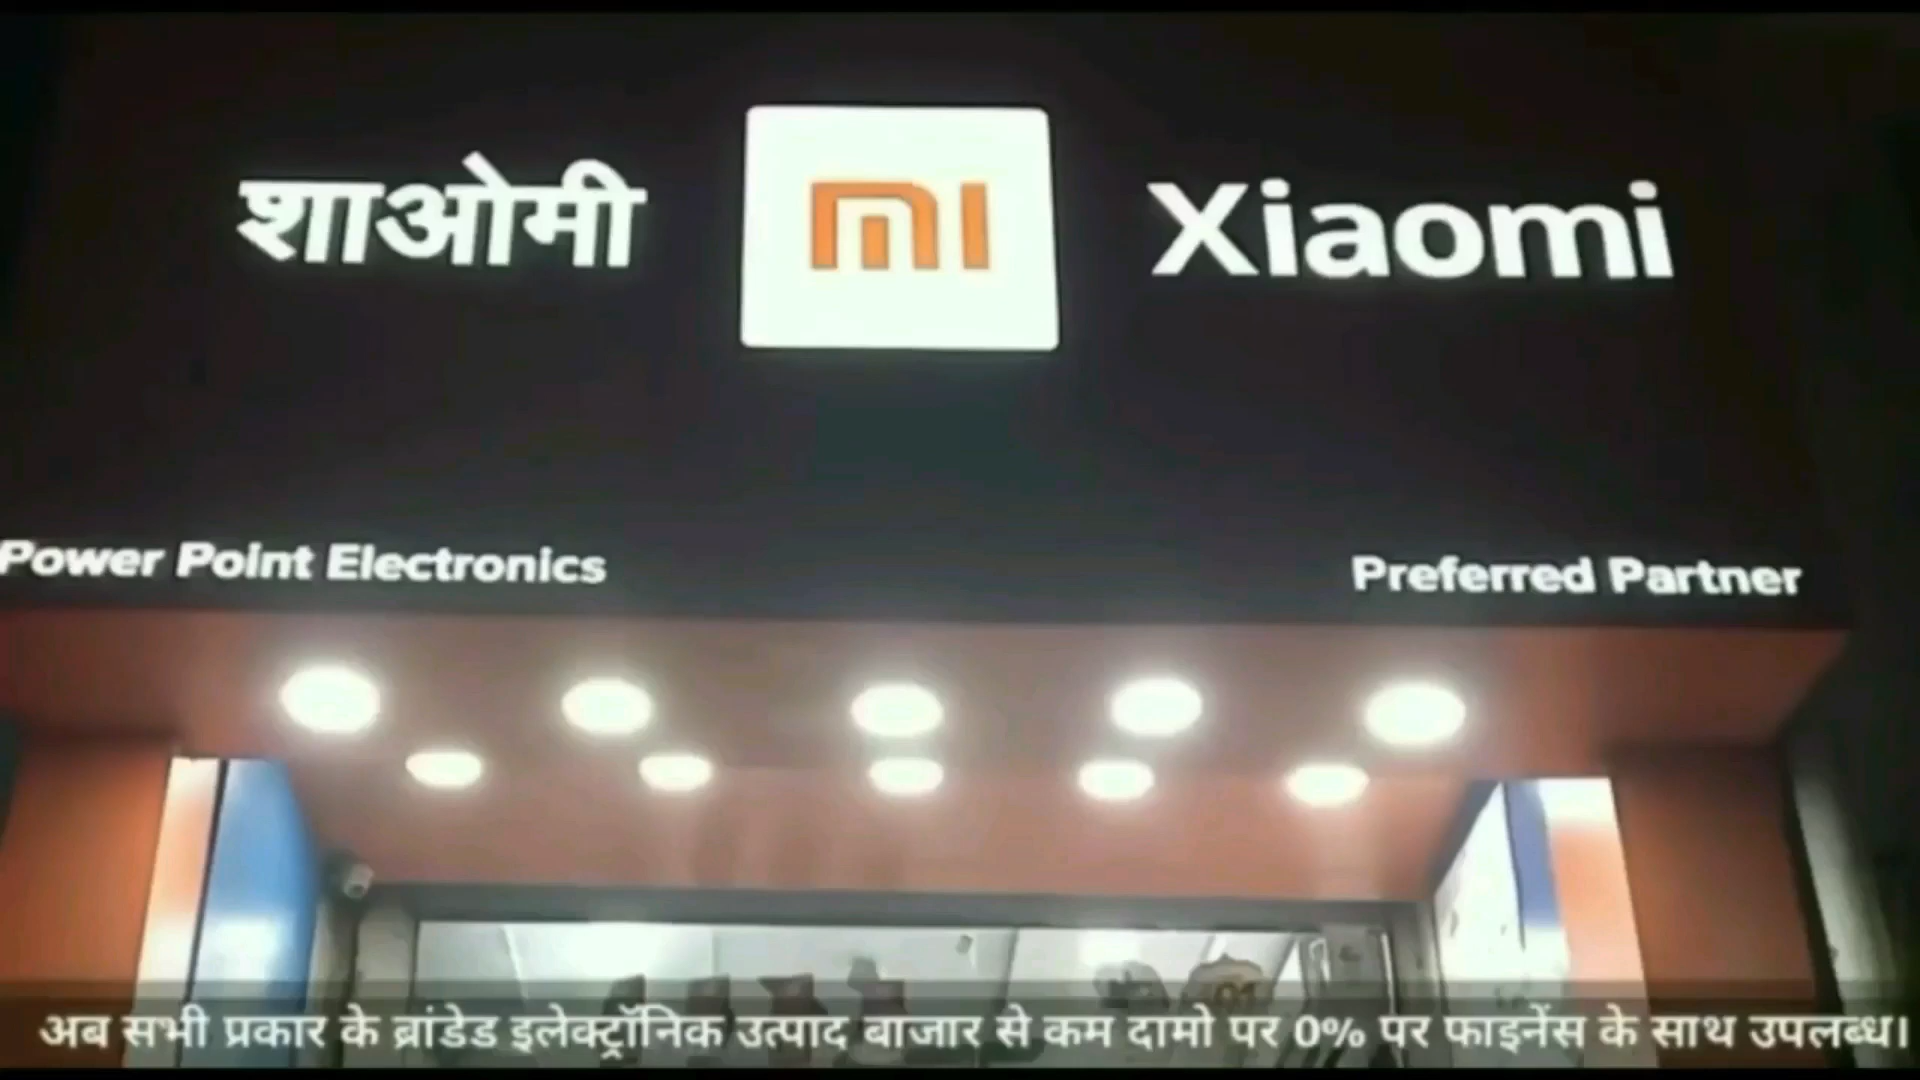 शाओमी mi Xiaomi
Power Point Electronics Preferred Partner
अब सभी प्रकार के ब्रांडेड इलेक्ट्रॉनिक उत्पाद बाजार से कम दामो पर 0% पर फाइनेंस के साथ उपलब्ध।